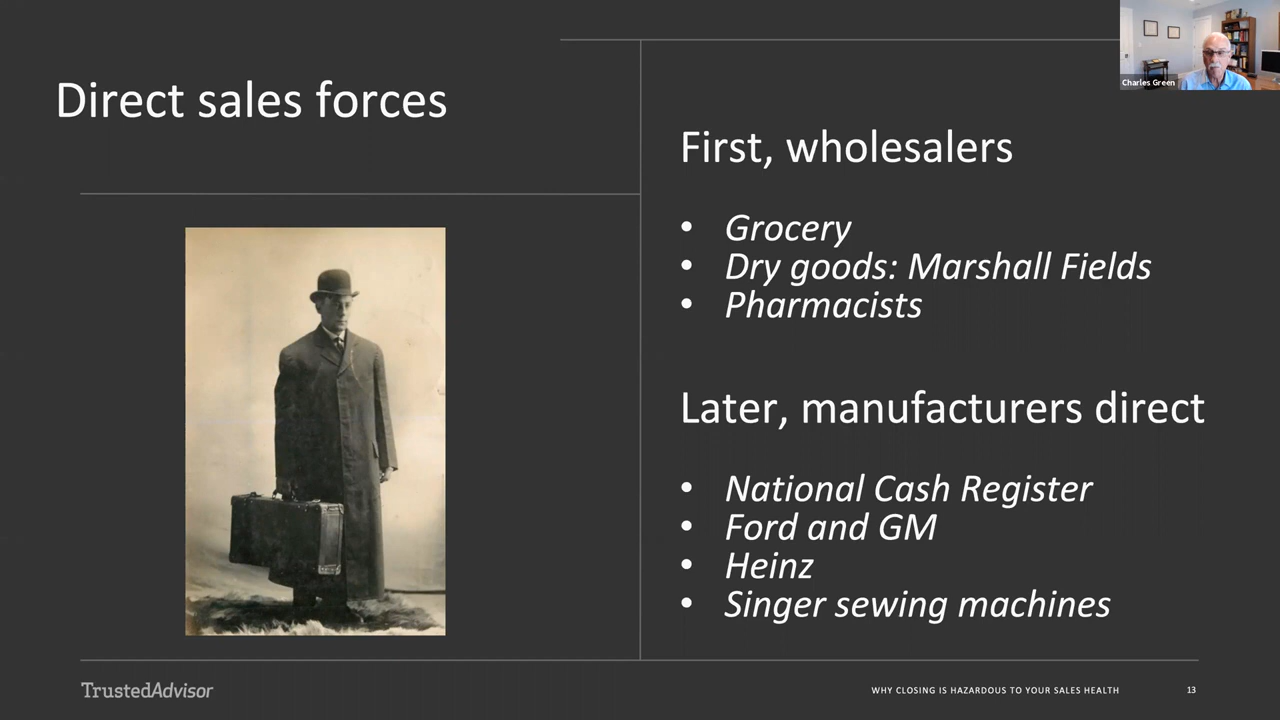 Charles Green
Direct sales forces
First, wholesalers
• Grocery
• Dry goods: Marshall Fields
• Pharmacists
Later, manufacturers direct
• National Cash Register
• Ford and GM
• Heinz
• Singer sewing machines
TrustedAdvisor
WHY CLOSING IS HAZARDOUS TO YOUR SALES HEALTH
13